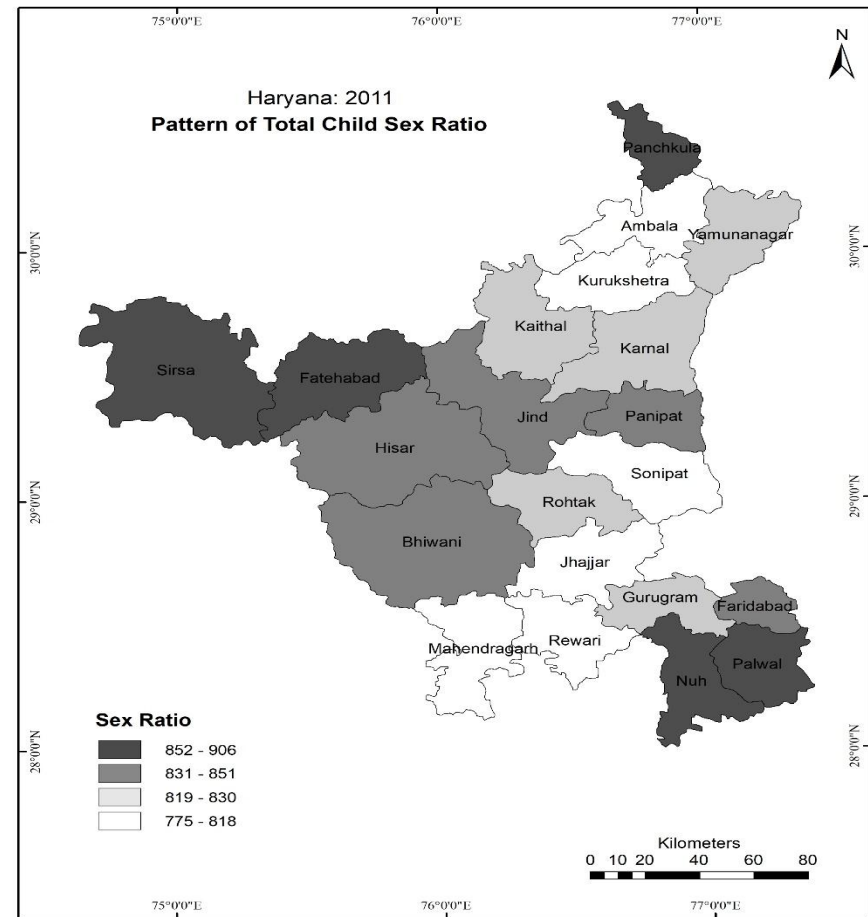 75°0'0"E 76°0'0"E 77°0'0"E
N
Haryana: 2011
Pattern of Total Child Sex Ratio
Panchkula
Ambala
Yamunanagar
30°0'0"N 30°0'0"N
Kurukshetra
Kaithal
Karnal
Sirsa
Fatehabad
Jind
Panipat
Hisar
Sonipat
29°0'0"N 29°0'0"N
Rohtak
Bhiwani
Jhajjar
Gurugram
Faridabad
Mahendragarh
Rewari
Palwal
Nuh
28°0'0"N 28°0'0"N
Sex Ratio
852 - 906
831 - 851
819 - 830
775 - 818
Kilometers
0 10 20 40 60 80
75°0'0"E 76°0'0"E 77°0'0"E